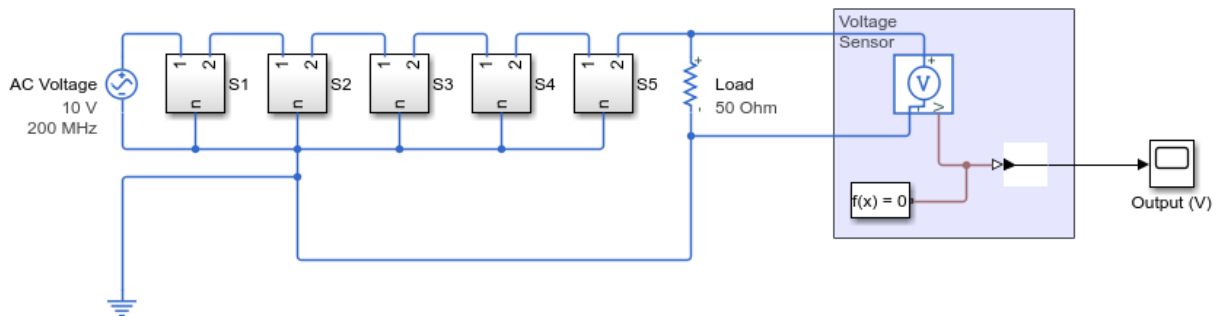 Voltage
Sensor
AC Voltage
10 V
200 MHz
1 2
n
S1
1 2
n
S2
1 2
n
S3
1 2
n
S4
1 2
n
S5
+
-
Load
50 Ohm
+
V
-
V
f(x) = 0
Output (V)